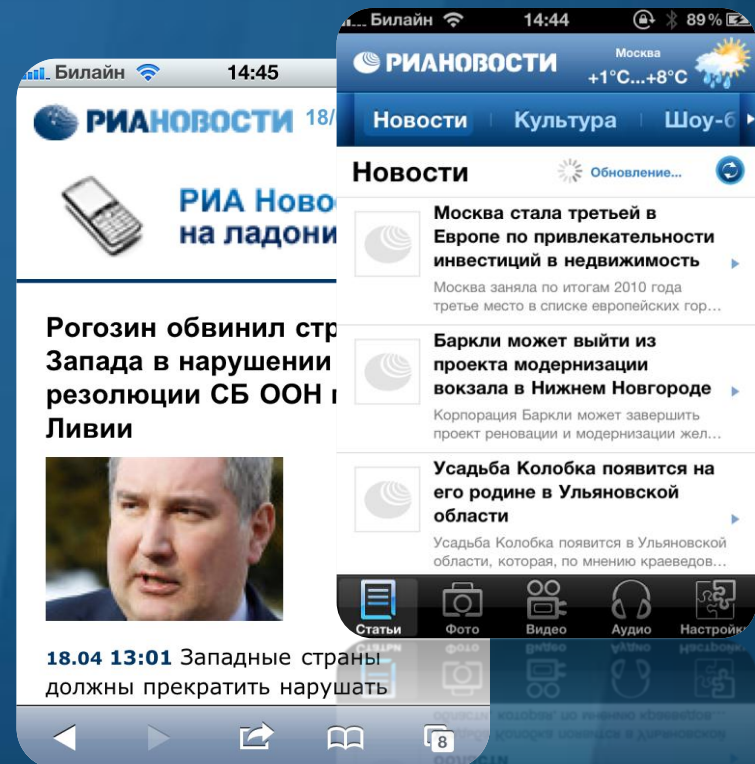 Билайн 14:45
РИАНОВОСТИ 18/
РИА Ново
на ладони
Рогозин обвинил стр
Запада в нарушении
резолюции СБ ООН п
Ливии
18.04 13:01 Западные страны
должны прекратить нарушать
8
Билайн 14:44 89%
РИАНОВОСТИ
Москва
+1°C...+8°C
Новости Культура Шоу-б
Новости Обновление...
Москва стала третьей в
Европе по привлекательности
инвестиций в недвижимость
Москва заняла по итогам 2010 года
третье место в списке европейских гор...
Баркли может выйти из
проекта модернизации
вокзала в Нижнем Новгороде
Корпорация Баркли может завершить
проект реновации и модернизации жел...
Усадьба Колобка появится на
его родине в Ульяновской
области
Усадьба Колобка появится в Ульяновской
области, которая, по мнению краеведов...
Статьи Фото Видео Аудио Настройк